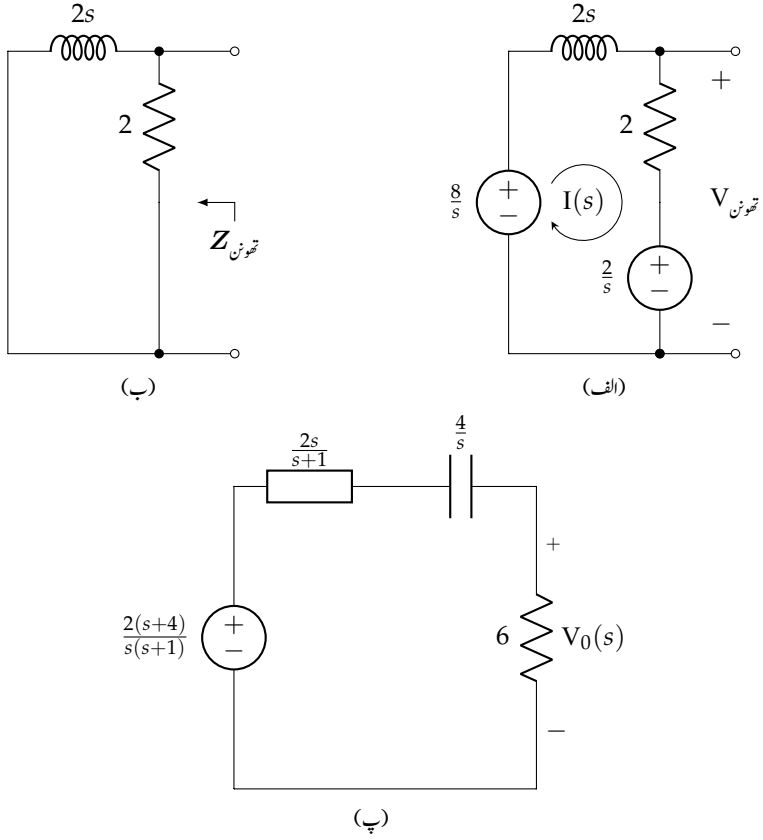 2s
2
Z تھونن
(ب)
2s
8/s
+
−
I(s)
2
2/s
+
−
+
V تھونن
−
(الف)
2(s+4)/s(s+1)
+
−
2s/s+1
4/s
+
6
V₀(s)
−
(پ)